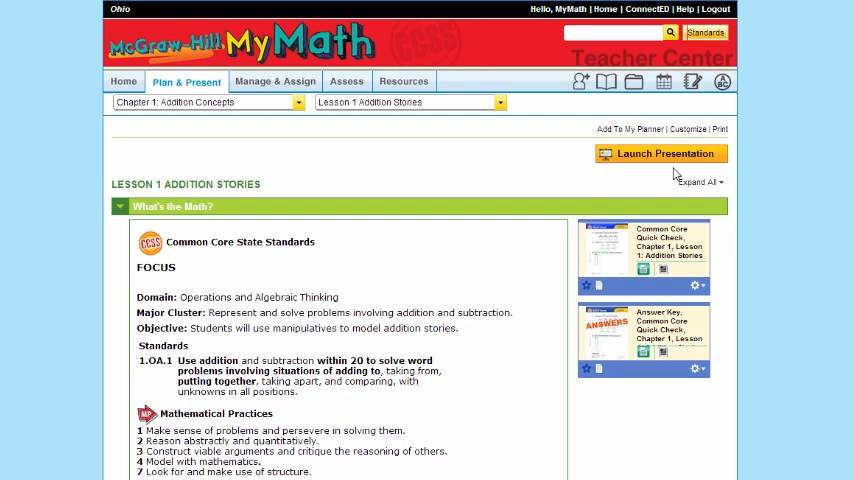 Ohio
Hello, MyMath | Home | ConnectED | Help | Logout
McGraw-Hill My Math
CCSS
Standards
Teacher Center
Home Plan & Present Manage & Assign Assess Resources
ABC
Chapter 1: Addition Concepts Lesson 1 Addition Stories
Add To My Planner | Customize | Print
Launch Presentation
Expand All
LESSON 1 ADDITION STORIES
What's the Math?
CCSS Common Core State Standards
FOCUS
Domain: Operations and Algebraic Thinking
Major Cluster: Represent and solve problems involving addition and subtraction.
Objective: Students will use manipulatives to model addition stories.
Standards
1.OA.1 Use addition and subtraction within 20 to solve word
problems involving situations of adding to, taking from,
putting together, taking apart, and comparing, with
unknowns in all positions.
MP Mathematical Practices
1 Make sense of problems and persevere in solving them.
2 Reason abstractly and quantitatively.
3 Construct viable arguments and critique the reasoning of others.
4 Model with mathematics.
7 Look for and make use of structure.
Common Core
Quick Check,
Chapter 1, Lesson
1: Addition Stories
ANSWERS
Answer Key,
Common Core
Quick Check,
Chapter 1, Lesson